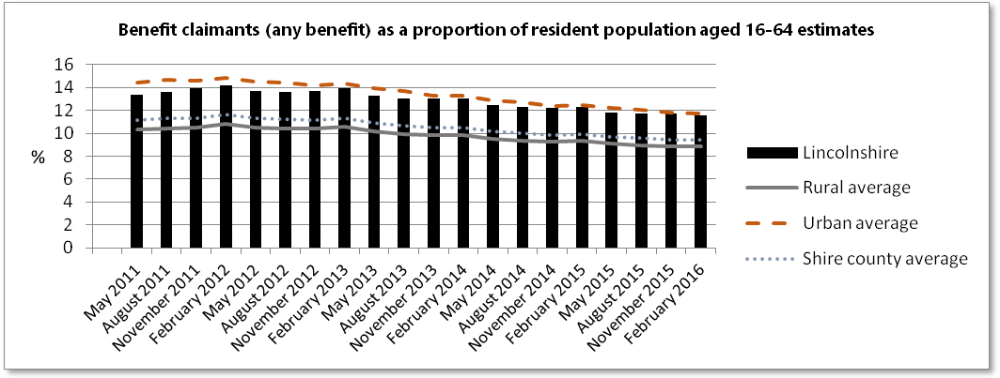 Benefit claimants (any benefit) as a proportion of resident population aged 16-64 estimates
16
14
12
10
8
6
4
2
0
%
May 2011
August 2011
November 2011
February 2012
May 2012
August 2012
November 2012
February 2013
May 2013
August 2013
November 2013
February 2014
May 2014
August 2014
November 2014
February 2015
May 2015
August 2015
November 2015
February 2016
Lincolnshire
Rural average
Urban average
Shire county average